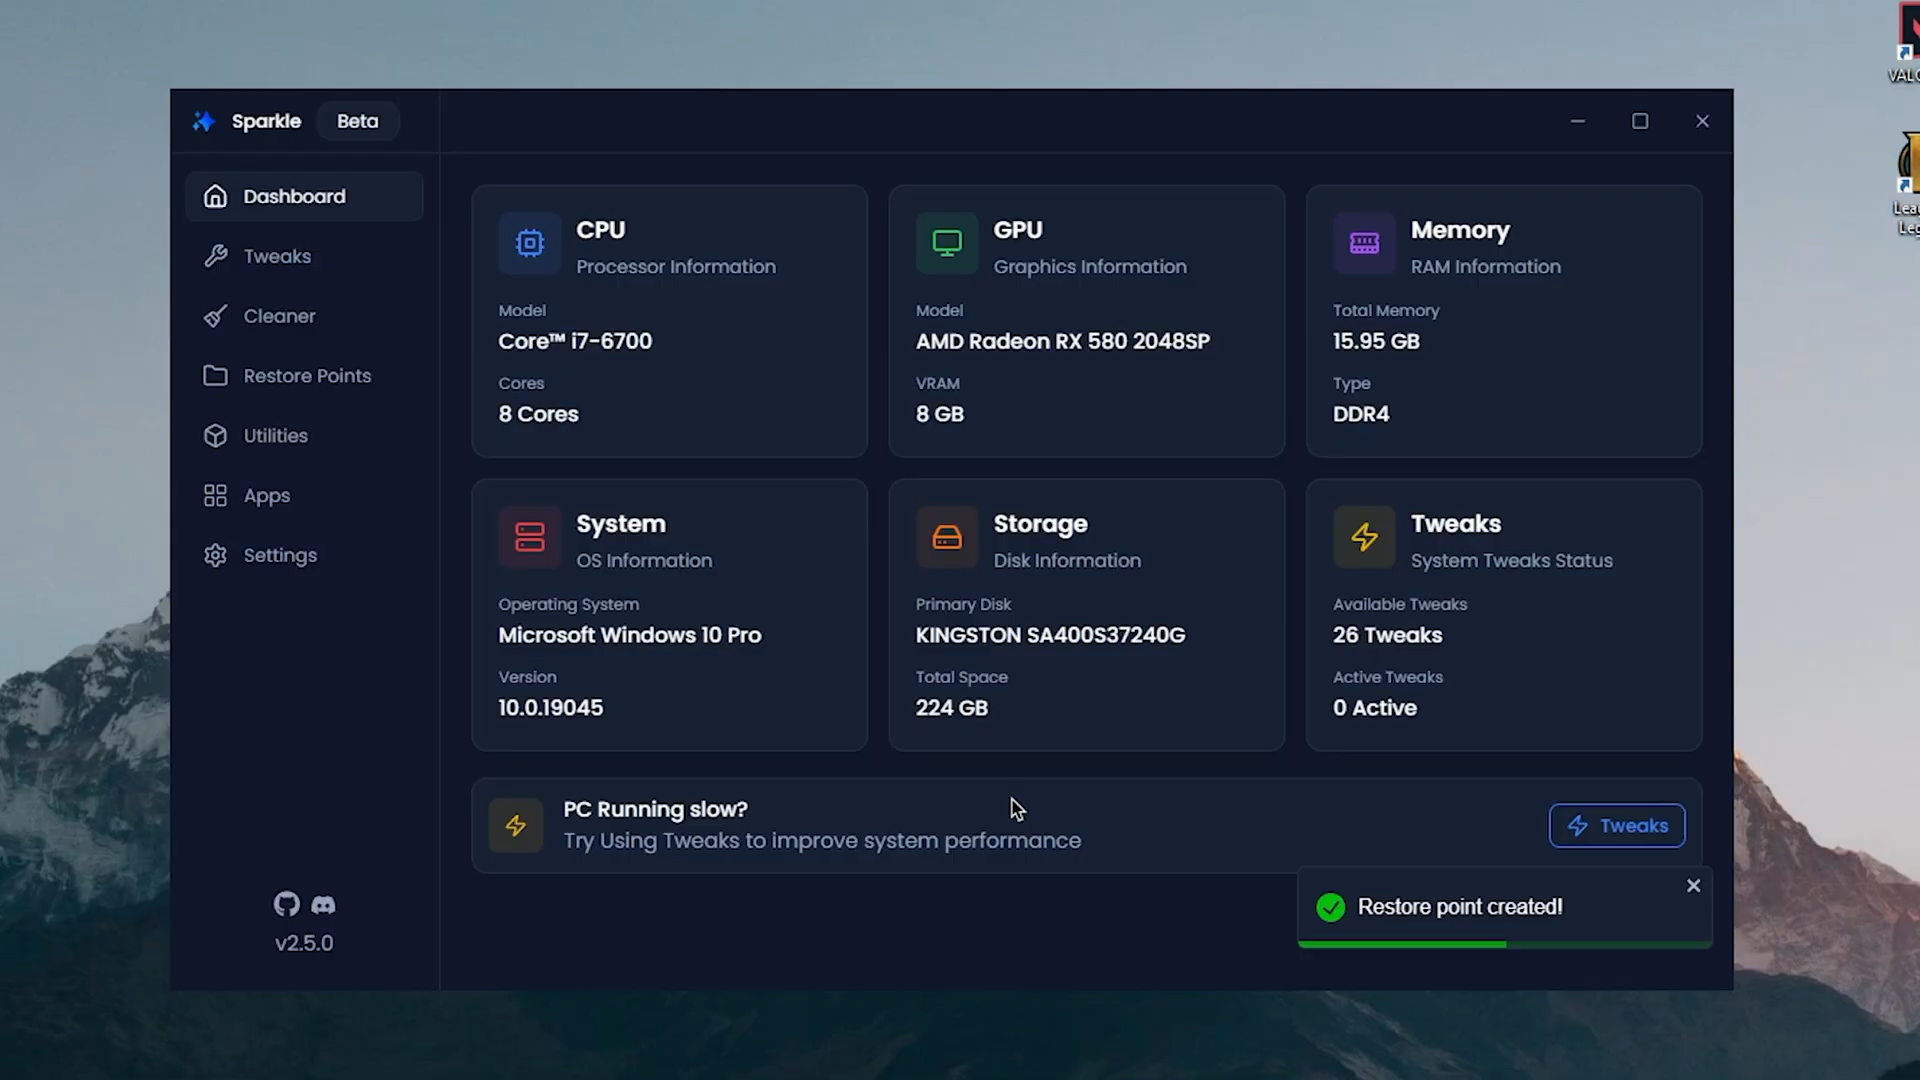 Sparkle Beta
Dashboard
Tweaks
Cleaner
Restore Points
Utilities
Apps
Settings
v2.5.0
CPU
Processor Information
Model
Core™ i7-6700
Cores
8 Cores
GPU
Graphics Information
Model
AMD Radeon RX 580 2048SP
VRAM
8 GB
Memory
RAM Information
Total Memory
15.95 GB
Type
DDR4
System
OS Information
Operating System
Microsoft Windows 10 Pro
Version
10.0.19045
Storage
Disk Information
Primary Disk
KINGSTON SA400S37240G
Total Space
224 GB
Tweaks
System Tweaks Status
Available Tweaks
26 Tweaks
Active Tweaks
0 Active
PC Running slow?
Try Using Tweaks to improve system performance
Tweaks
Restore point created!